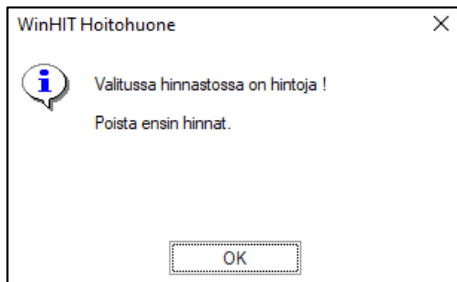 WinHIT Hoitohuone
Valitussa hinnastossa on hintoja !
Poista ensin hinnat.
OK